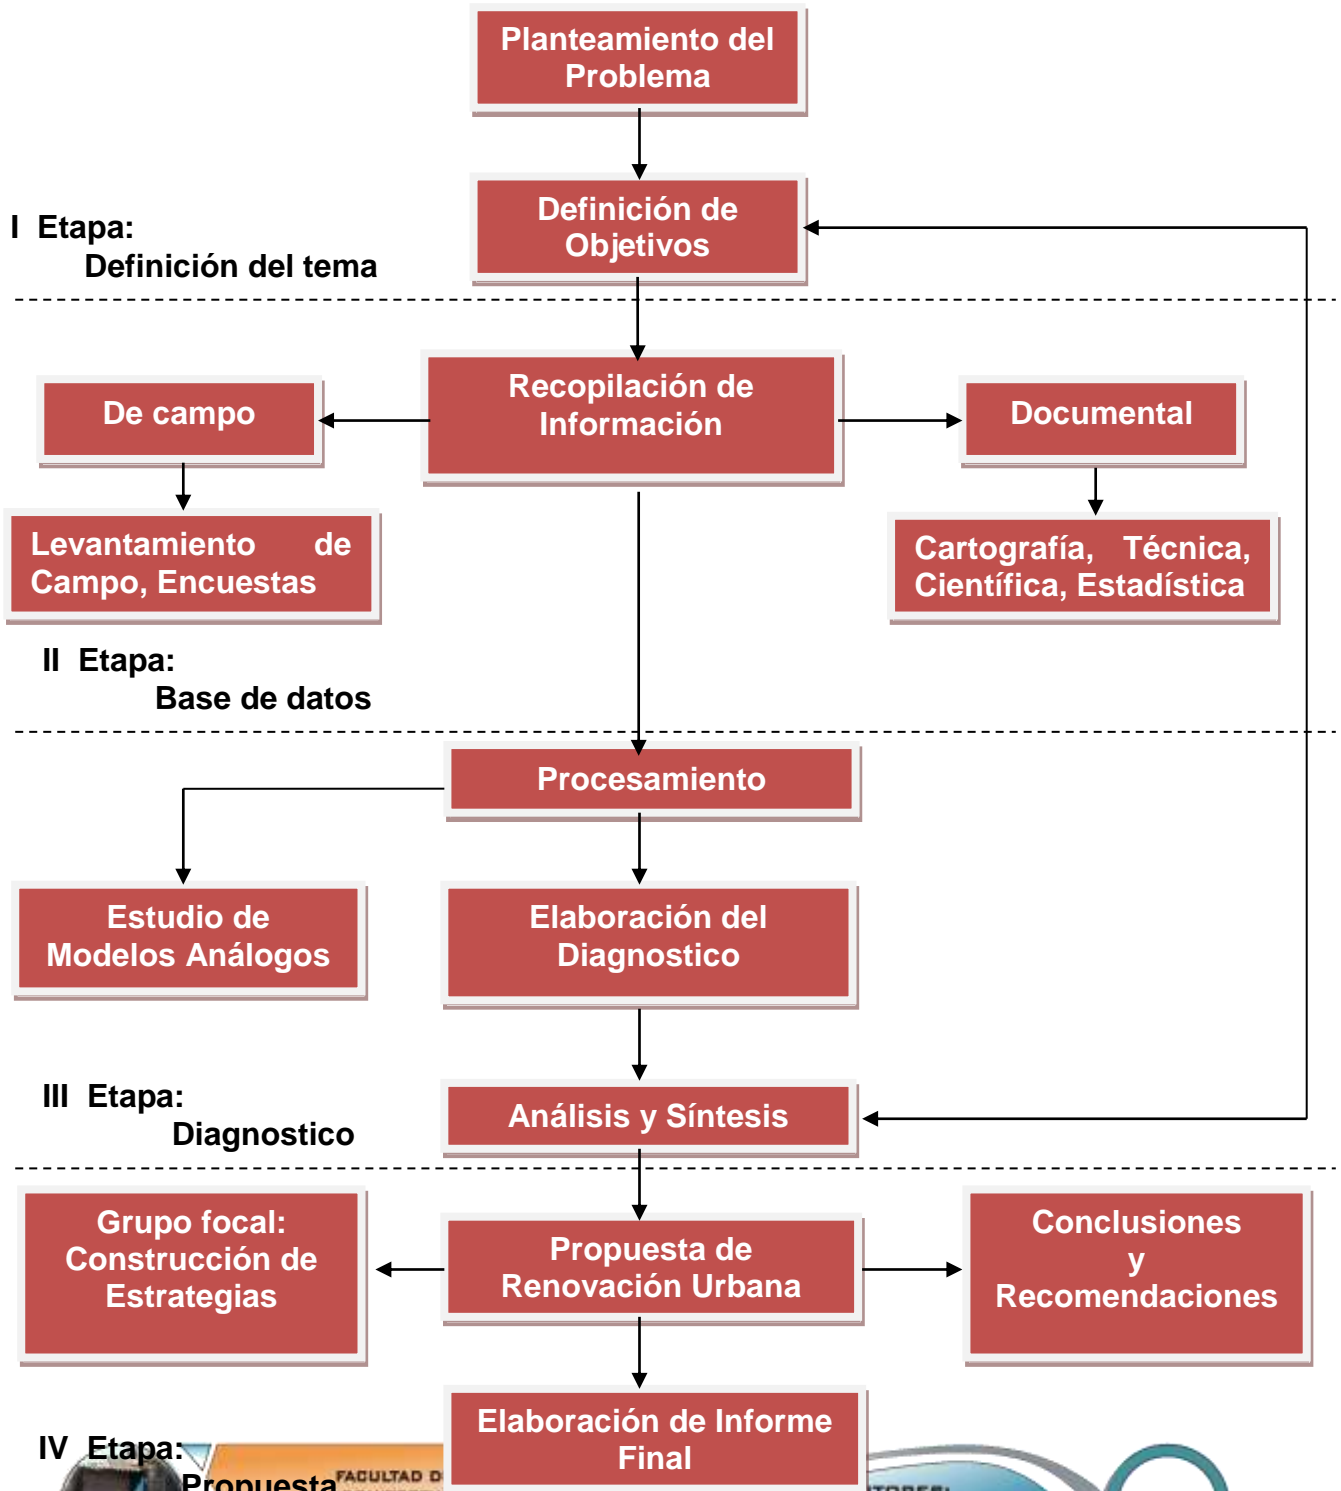 Planteamiento del
Problema
Definición de
Objetivos
I Etapa:
Definición del tema
Recopilación de
Información
De campo
Documental
Levantamiento de
Campo, Encuestas
Cartografía, Técnica,
Científica, Estadística
II Etapa:
Base de datos
Procesamiento
Estudio de
Modelos Análogos
Elaboración del
Diagnostico
III Etapa:
Diagnostico
Análisis y Síntesis
Grupo focal:
Construcción de
Estrategias
Propuesta de
Renovación Urbana
Conclusiones
y
Recomendaciones
Elaboración de Informe
Final
IV Etapa:
Propuesta
FACULTAD